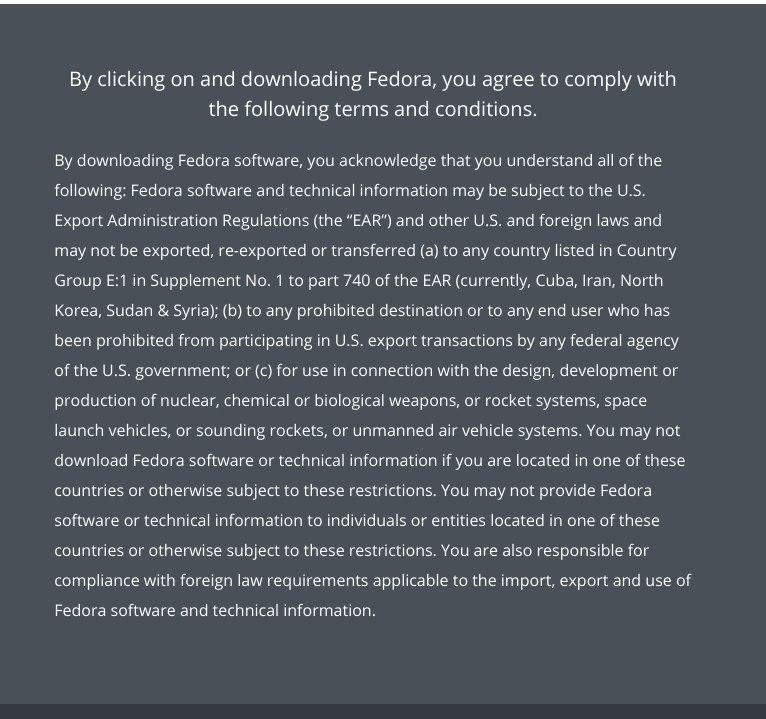 By clicking on and downloading Fedora, you agree to comply with
the following terms and conditions.
By downloading Fedora software, you acknowledge that you understand all of the
following: Fedora software and technical information may be subject to the U.S.
Export Administration Regulations (the “EAR”) and other U.S. and foreign laws and
may not be exported, re-exported or transferred (a) to any country listed in Country
Group E:1 in Supplement No. 1 to part 740 of the EAR (currently, Cuba, Iran, North
Korea, Sudan & Syria); (b) to any prohibited destination or to any end user who has
been prohibited from participating in U.S. export transactions by any federal agency
of the U.S. government; or (c) for use in connection with the design, development or
production of nuclear, chemical or biological weapons, or rocket systems, space
launch vehicles, or sounding rockets, or unmanned air vehicle systems. You may not
download Fedora software or technical information if you are located in one of these
countries or otherwise subject to these restrictions. You may not provide Fedora
software or technical information to individuals or entities located in one of these
countries or otherwise subject to these restrictions. You are also responsible for
compliance with foreign law requirements applicable to the import, export and use of
Fedora software and technical information.